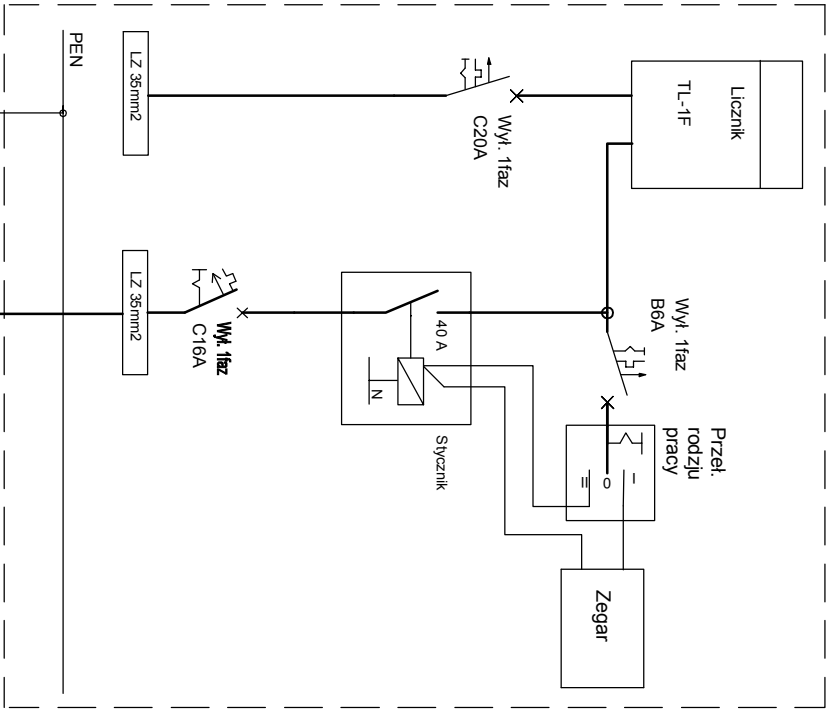 PEN
LZ 35mm2
Wył. 1faz
C20A
Licznik
TL-1F
LZ 35mm2
Wył. 1faz
C16A
40 A
N
Stycznik
Wył. 1faz
B6A
Przeł.
rodzju
pracy
I
0
II
Zegar